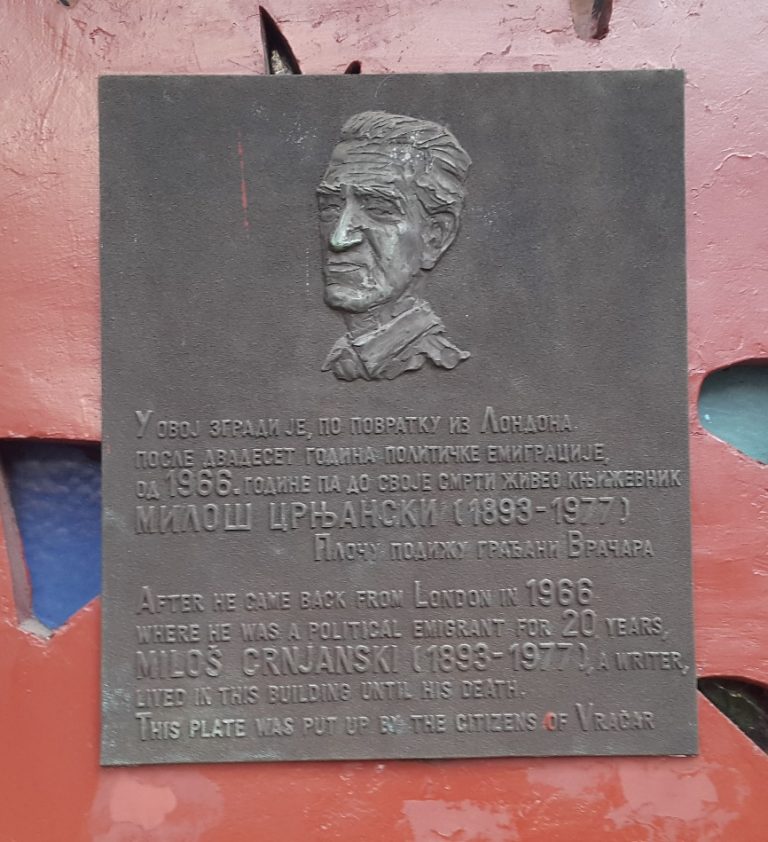 У овој згради је, по повратку из Лондона
после двадесет година политичке емиграције,
од 1966. године па до своје смрти живео књижевник
МИЛОШ ЦРЊАНСКИ (1893-1977)
Плочу подижу грађани Врачара
After he came back from London in 1966
where he was a political emigrant for 20 years,
MILOŠ CRNJANSKI (1893-1977), a writer,
lived in this building until his death.
This plate was put up by the citizens of Vračar